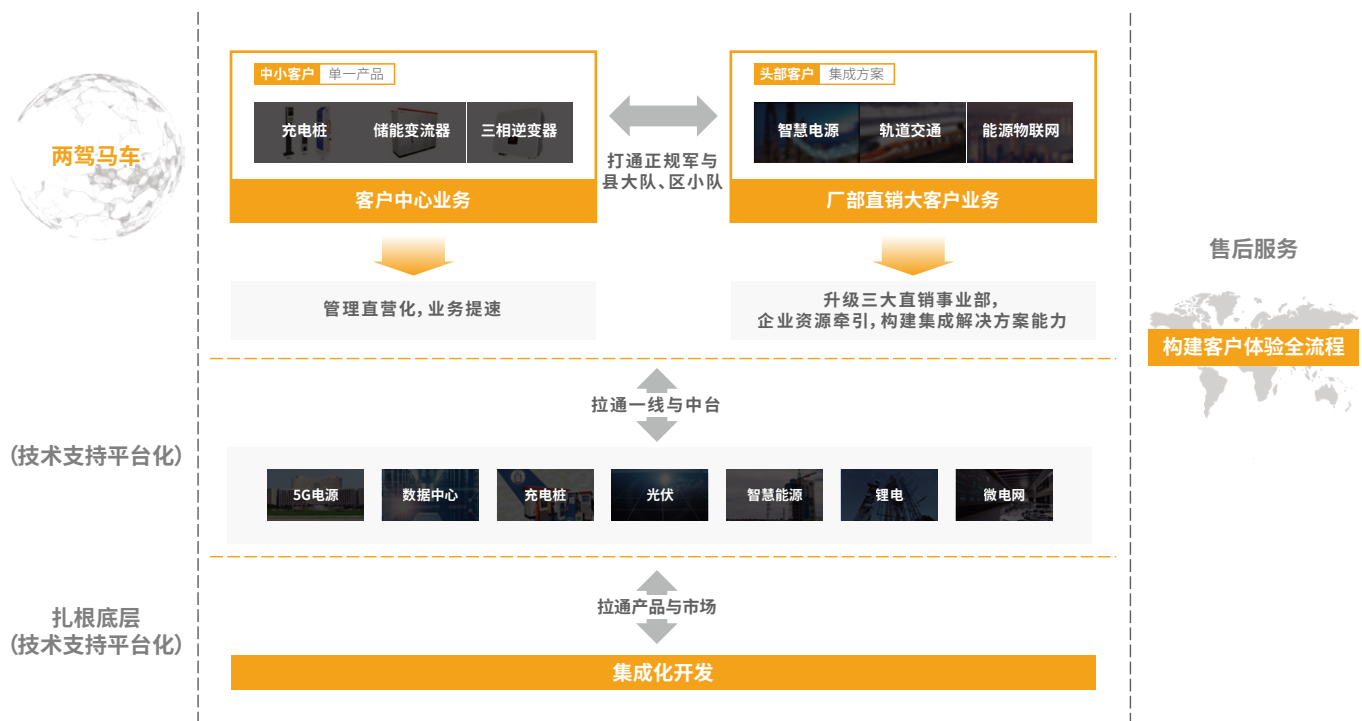 两驾马车
中小客户 单一产品
充电桩 储能变流器 三相逆变器
客户中心业务
打通正规军与
县大队、区小队
头部客户 集成方案
智慧电源 轨道交通 能源物联网
厂部直销大客户业务
管理直营化，业务提速
升级三大直销事业部，
企业资源牵引，构建集成解决方案能力
拉通一线与中台
（技术支持平台化）
5G电源 数据中心 充电桩 光伏 智慧能源 锂电 微电网
拉通产品与市场
扎根底层
（技术支持平台化）
集成化开发
售后服务
构建客户体验全流程